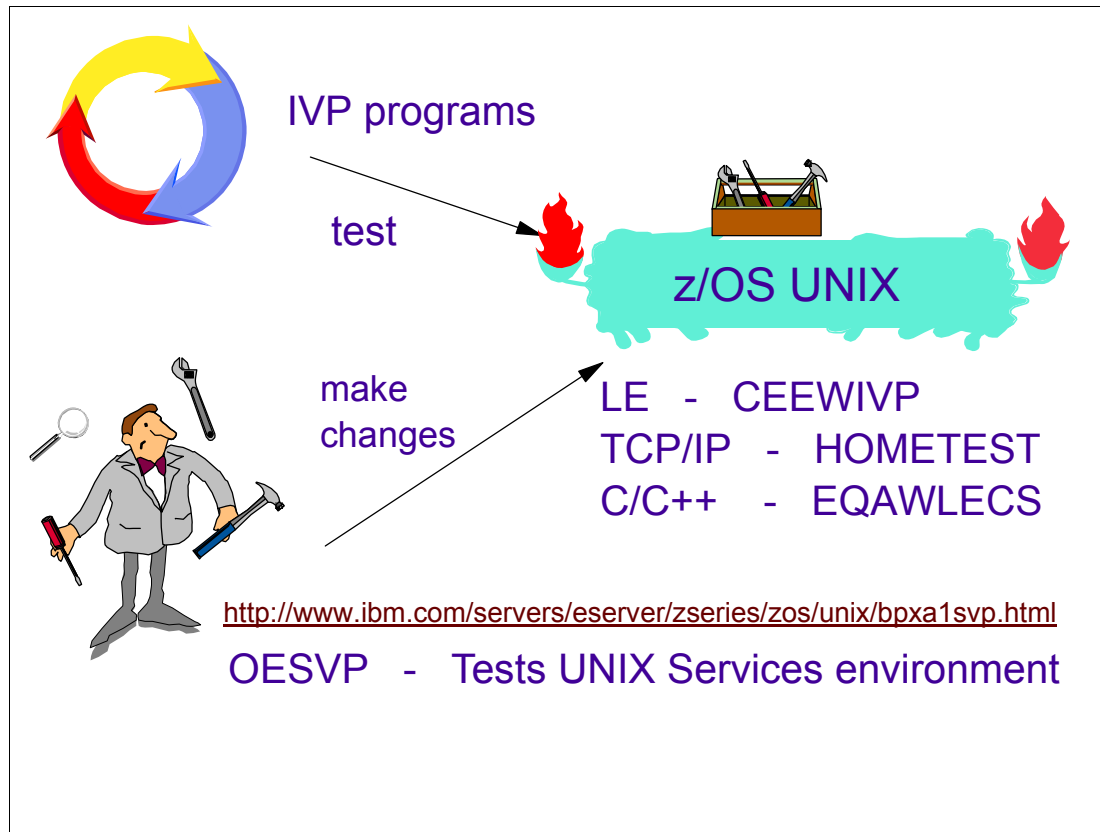 IVP programs
test
z/OS UNIX
make
changes
LE - CEEWIVP
TCP/IP - HOMETEST
C/C++ - EQAWLECS
http://www.ibm.com/servers/eserver/zseries/zos/unix/bpxa1svp.html
OESVP - Tests UNIX Services environment